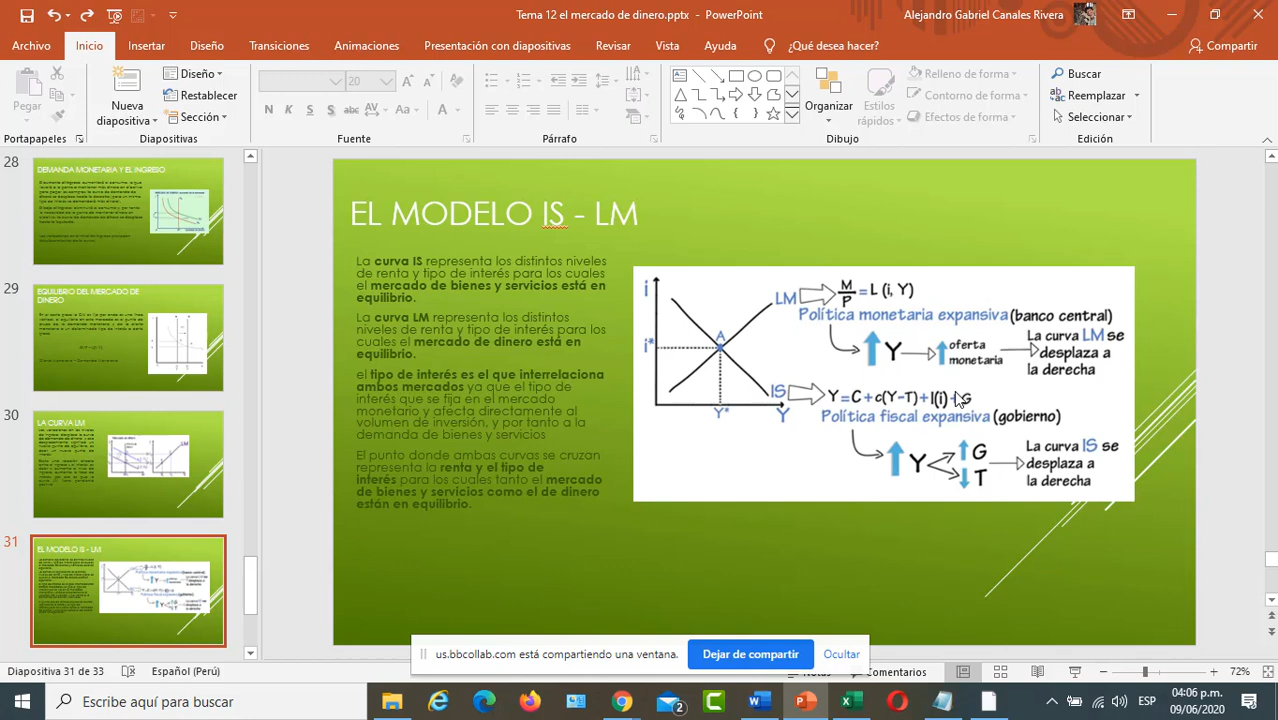 Tema 12 el mercado de dinero.pptx - PowerPoint
Alejandro Gabriel Canales Rivera
Archivo Inicio Insertar Diseño Transiciones Animaciones Presentación con diapositivas Revisar Vista Ayuda ¿Qué desea hacer? Compartir
Pegar
Nueva
diapositiva
Diseño
Restablecer
Sección
20
N K S S abc AV Aa A
Organizar
Estilos
rápidos
Relleno de forma
Contorno de forma
Efectos de forma
Buscar
Reemplazar
Seleccionar
Portapapeles Diapositivas Fuente Párrafo Dibujo Edición
28
DEMANDA MONETARIA Y EL INGRESO
29
EQUILIBRIO DEL MERCADO DE
DINERO
30
LA CURVA LM
31
EL MODELO IS - LM
EL MODELO IS - LM
La curva IS representa los distintos niveles
de renta y tipo de interés para los cuales
el mercado de bienes y servicios está en
equilibrio.
La curva LM representa los distintos
niveles de renta y tipo de interés para los
cuales el mercado de dinero está en
equilibrio.
el tipo de interés es el que interrelaciona
ambos mercados ya que el tipo de
interés que se fija en el mercado
monetario y afecta directamente al
volumen de inversión, y por tanto a la
demanda de bienes y servicios
El punto donde ambas curvas se cruzan
representa la renta y el tipo de
interés para los cuales tanto el mercado
de bienes y servicios como el de dinero
están en equilibrio.
i
i*
A
Y*
Y
LM
M/P = L (i, Y)
Política monetaria expansiva (banco central)
Y
oferta
monetaria
La curva LM se
desplaza a
la derecha
IS
Y = C + c(Y-T) + I(i) + G
Política fiscal expansiva (gobierno)
Y
G
T
La curva IS se
desplaza a
la derecha
us.bbcollab.com está compartiendo una ventana. Dejar de compartir Ocultar
Diapositiva 31 de 33 Español (Perú) Notas Comentarios 72%
Escribe aquí para buscar
2
ESP
04:06 p.m.
09/06/2020